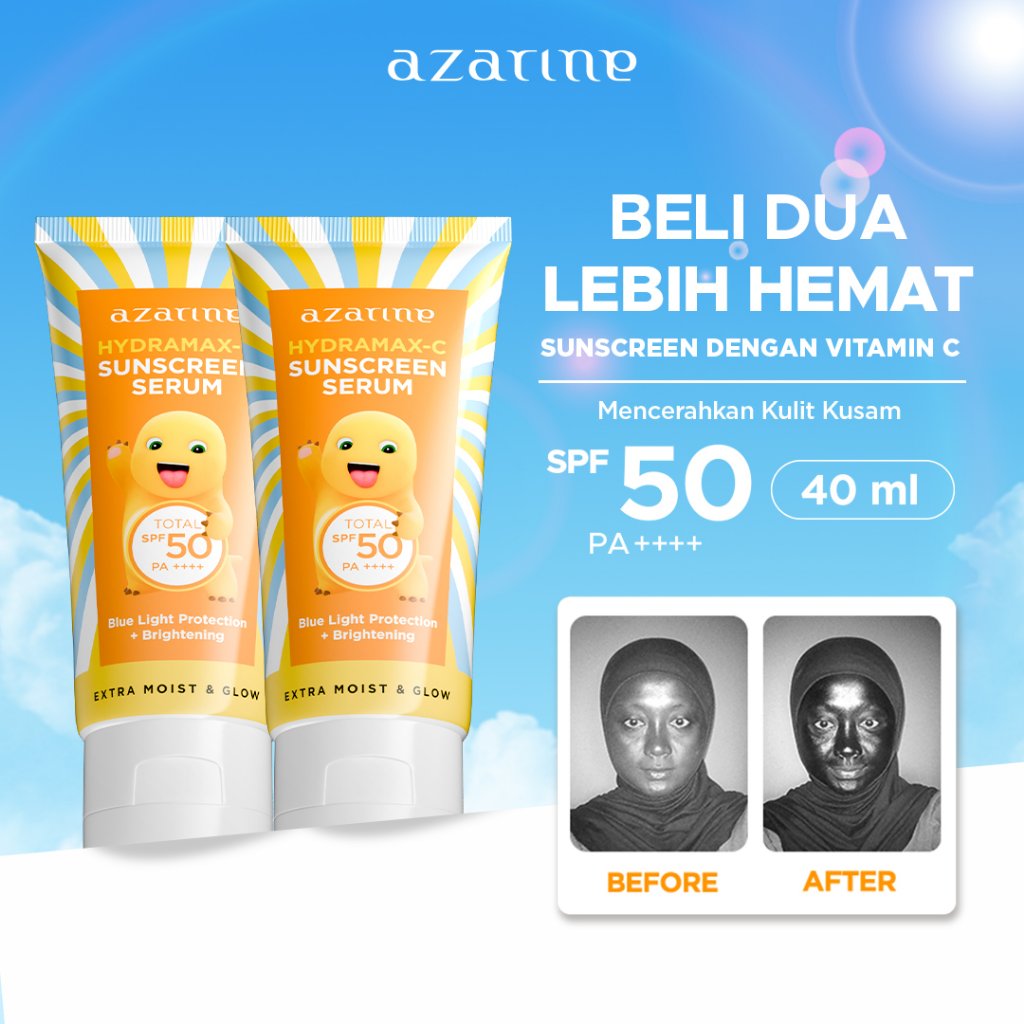 azarine
BELI DUA
LEBIH HEMAT
SUNSCREEN DENGAN VITAMIN C
Mencerahkan Kulit Kusam
SPF 50
PA ++++
40 ml
azarine
HYDRAMAX-
SUNSCREEN
SERUM
TOTAL
SPF 50
PA ++++
Blue Light Protection
+ Brightening
EXTRA MOIST & GLOW
azarine
HYDRAMAX-C
SUNSCREEN
SERUM
TOTAL
SPF 50
PA ++++
Blue Light Protection
+ Brightening
EXTRA MOIST & GLOW
BEFORE
AFTER